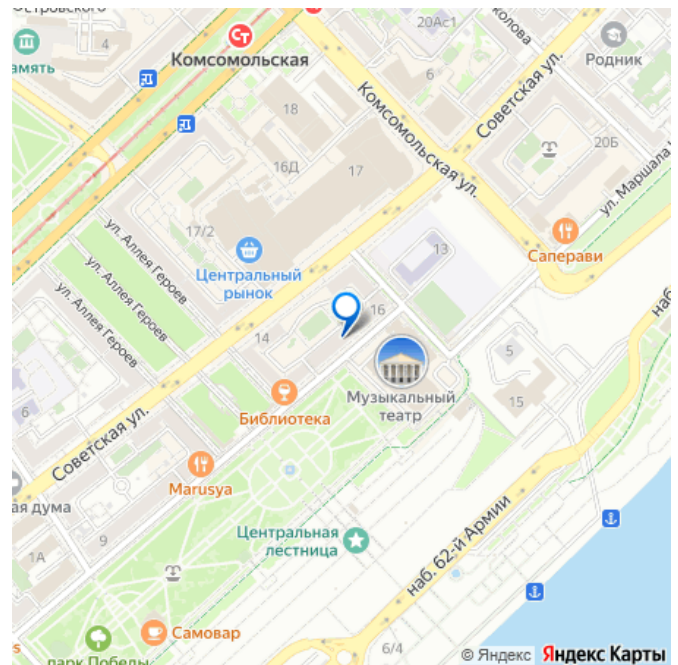 Островского
4
20Ас1
Родник
амять
Ст
Комсомольская
6
Советская ул.
18
Комсомольская ул.
20Б
16Д
17
ул. Маршала
17/2
ул. Аллея Героев
ул. Аллея Героев
ул. Аллея Героев
Центральный
рынок
13
Саперави
наб.
16
14
5
Музыкальный
театр
15
6
Библиотека
Советская ул.
Marusya
ая дума
9
1А
Центральная
лестница
наб. 62-й Армии
Самовар
парк Победы
6/4
© Яндекс Яндекс Карты